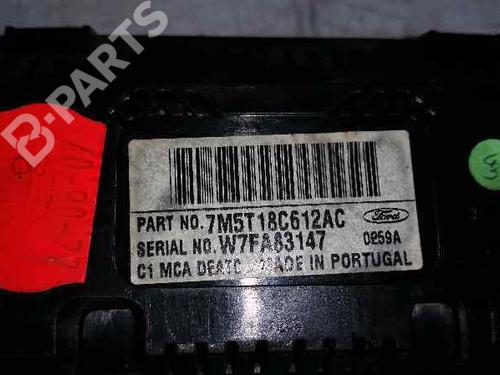 B-PARTS
PART NO. 7M5T18C612AC
Ford
SERIAL NO. W7FA83147 0259A
C1 MCA DEATC - MADE IN PORTUGAL